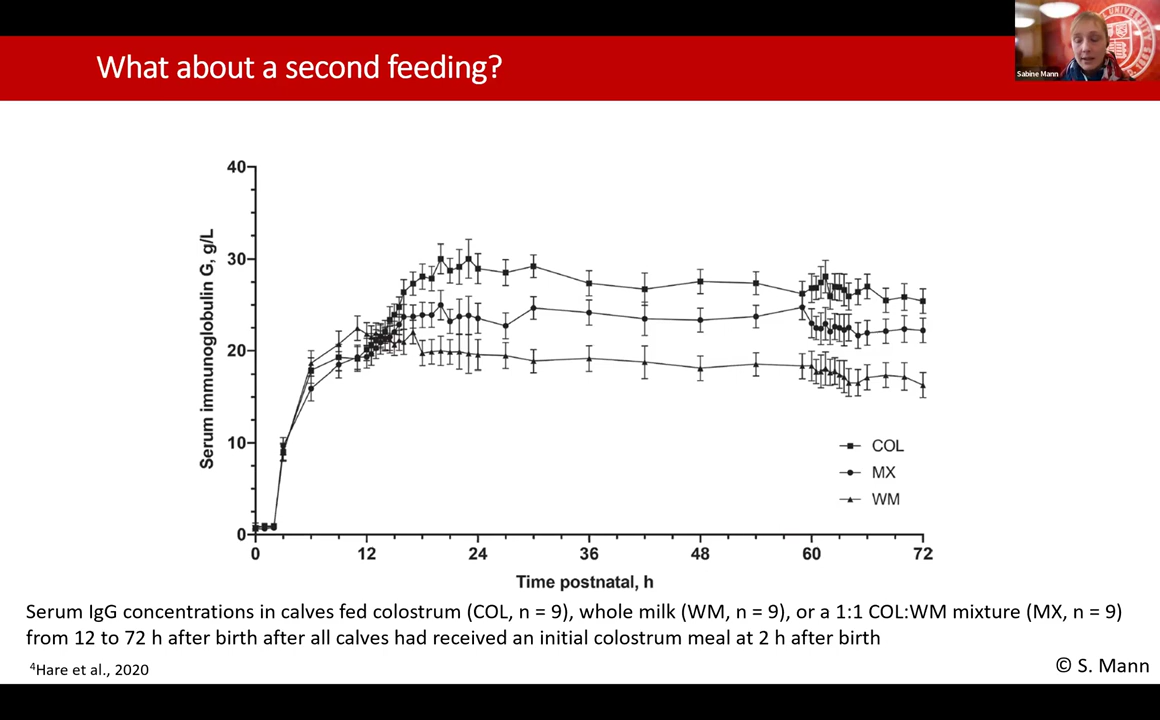 What about a second feeding?
Sabine Mann
UNIVERSITY
40
30
20
10
0
Serum immunoglobulin G, g/L
COL
MX
WM
0 12 24 36 48 60 72
Time postnatal, h
Serum IgG concentrations in calves fed colostrum (COL, n = 9), whole milk (WM, n = 9), or a 1:1 COL:WM mixture (MX, n = 9)
from 12 to 72 h after birth after all calves had received an initial colostrum meal at 2 h after birth
4Hare et al., 2020
© S. Mann